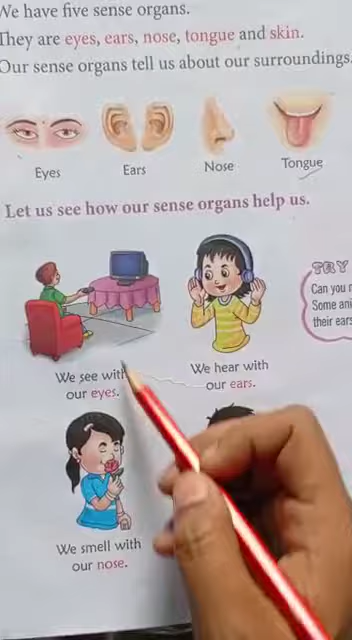 We have five sense organs.
They are eyes, ears, nose, tongue and skin.
Our sense organs tell us about our surroundings.
Eyes
Ears
Nose
Tongue
Let us see how our sense organs help us.
TRY
Can you
Some
their ears
We see with
our eyes.
We hear with
our ears.
We smell with
our nose.